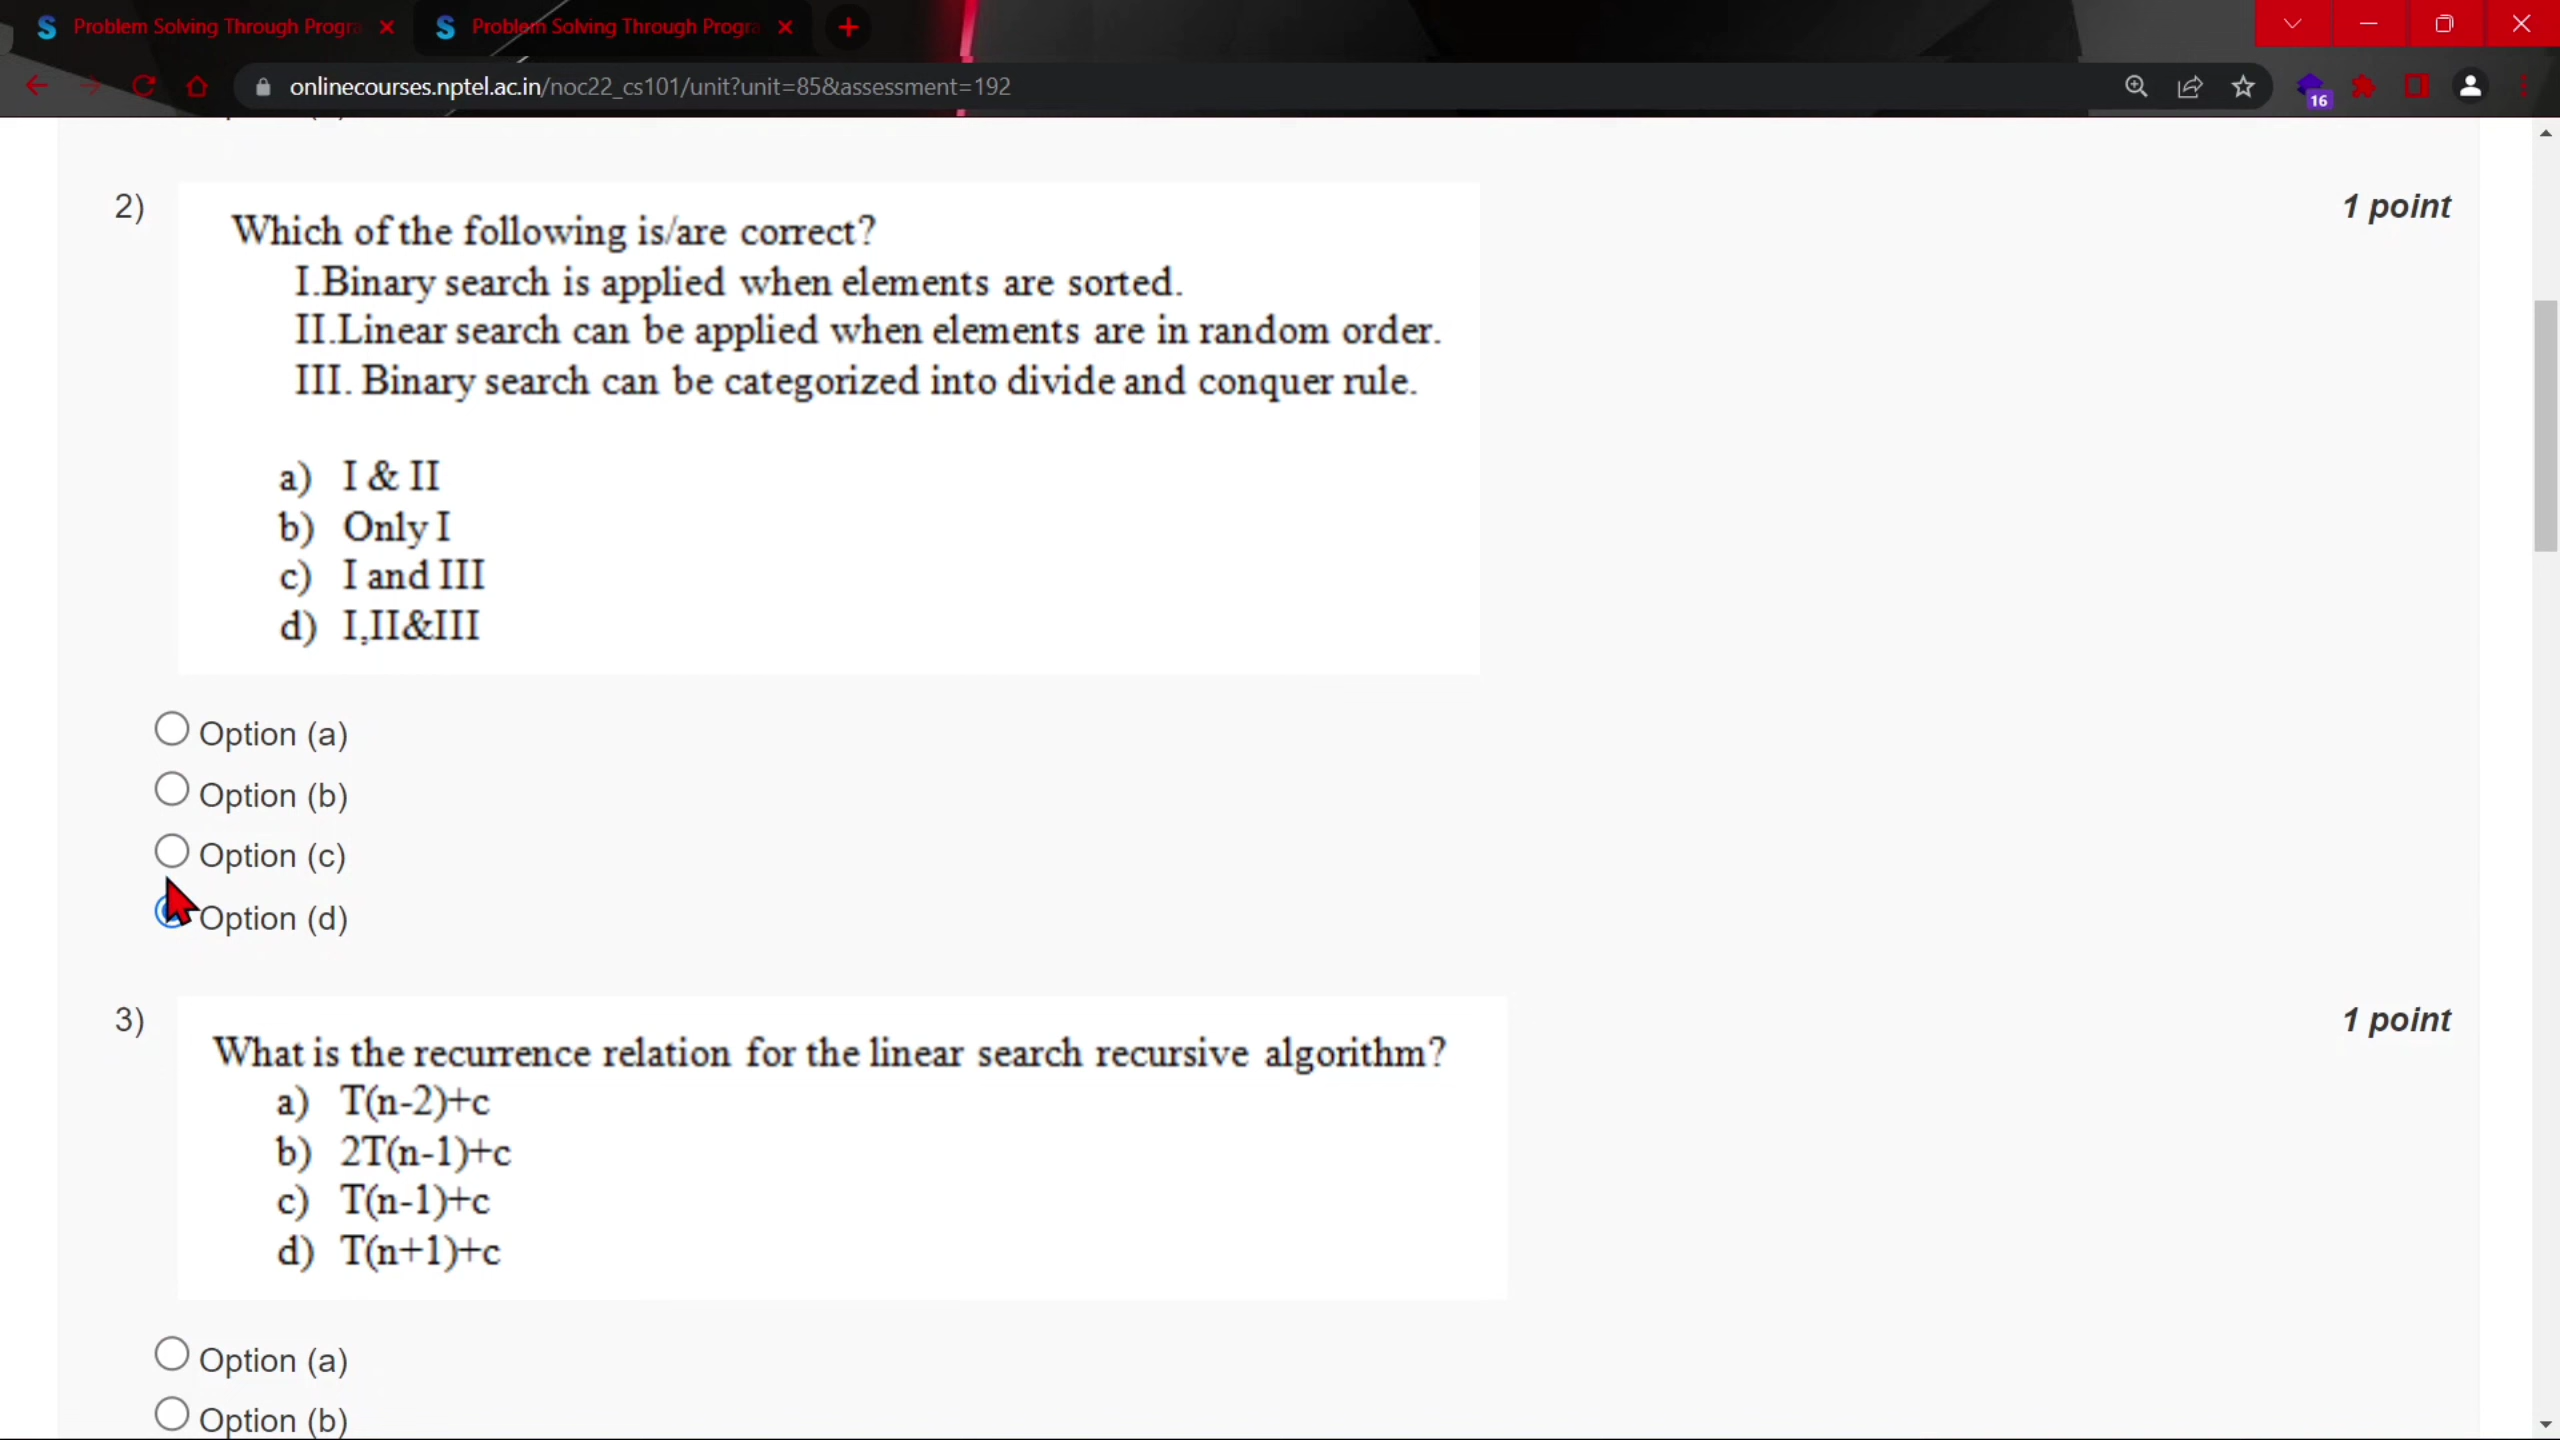 Problem Solving Through Progra
Problem Solving Through Progra
onlinecourses.nptel.ac.in/noc22_cs101/unit?unit=85&assessment=192
16
2)
1 point
Which of the following is/are correct?
I.Binary search is applied when elements are sorted.
II.Linear search can be applied when elements are in random order.
III. Binary search can be categorized into divide and conquer rule.
a) I & II
b) Only I
c) I and III
d) I,II&III
Option (a)
Option (b)
Option (c)
Option (d)
3)
1 point
What is the recurrence relation for the linear search recursive algorithm?
a) T(n-2)+c
b) 2T(n-1)+c
c) T(n-1)+c
d) T(n+1)+c
Option (a)
Option (b)